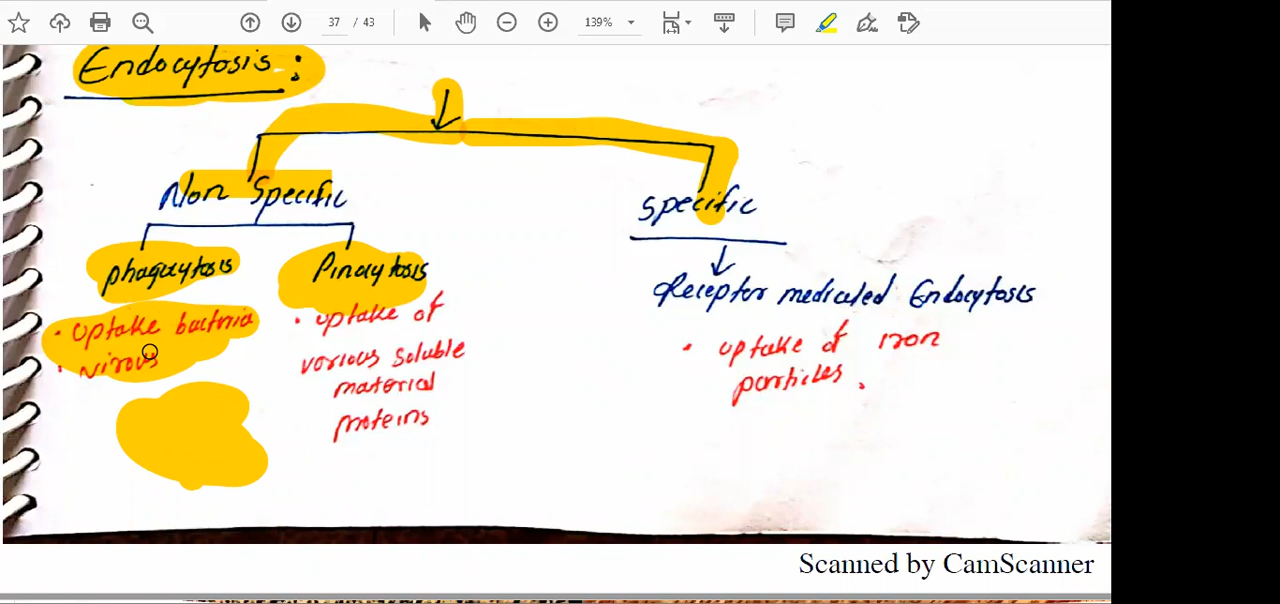 37 / 43
139%
Endocytosis :
Non Specific
specific
phagocytosis
Pinocytosis
Receptor medicated Endocytosis
• uptake bacteria
• virous
• uptake of
various soluble
material
proteins
• uptake of iron
particles.
Scanned by CamScanner